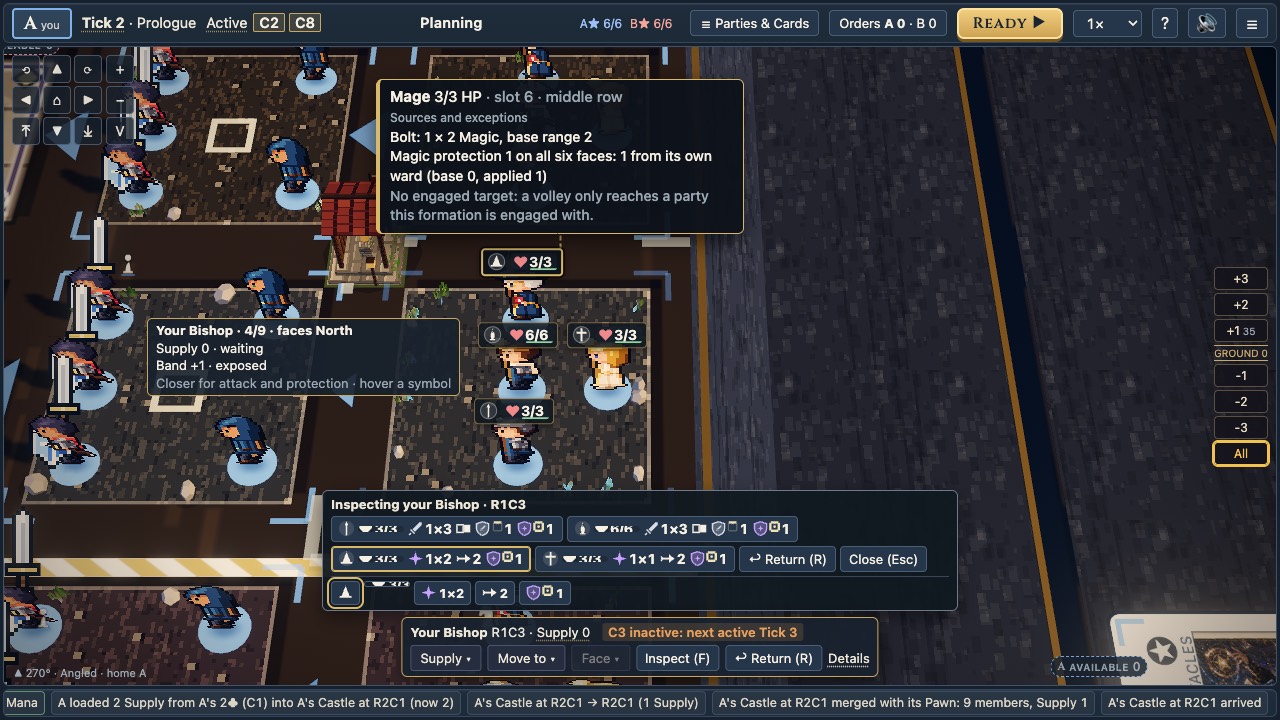 A you
Tick 2 · Prologue
Active C2 C8
Planning
A★ 6/6 B★ 6/6
≡ Parties & Cards
Orders A 0 · B 0
READY ▶
1×
?
≡
Mage 3/3 HP · slot 6 · middle row
Sources and exceptions
Bolt: 1 × 2 Magic, base range 2
Magic protection 1 on all six faces: 1 from its own
ward (base 0, applied 1)
No engaged target: a volley only reaches a party
this formation is engaged with.
V
3/3
6/6
3/3
3/3
Your Bishop · 4/9 · faces North
Supply 0 · waiting
Band +1 · exposed
Closer for attack and protection · hover a symbol
+3
+2
+1 35
GROUND 0
-1
-2
-3
All
Inspecting your Bishop · R1C3
1×3 1 1
1×3 1 1
1×2 2 1
1×1 2 1
↩ Return (R)
Close (Esc)
1×2
2
1
Your Bishop R1C3 · Supply 0 C3 inactive: next active Tick 3
Supply ▾
Move to ▾
Face ▾
Inspect (F)
↩ Return (R)
Details
▲ 270° · Angled · home A
A AVAILABLE 0
ACLES
Mana
A loaded 2 Supply from A's 2♣ (C1) into A's Castle at R2C1 (now 2)
A's Castle at R2C1 → R2C1 (1 Supply)
A's Castle at R2C1 merged with its Pawn: 9 members, Supply 1
A's Castle at R2C1 arrived